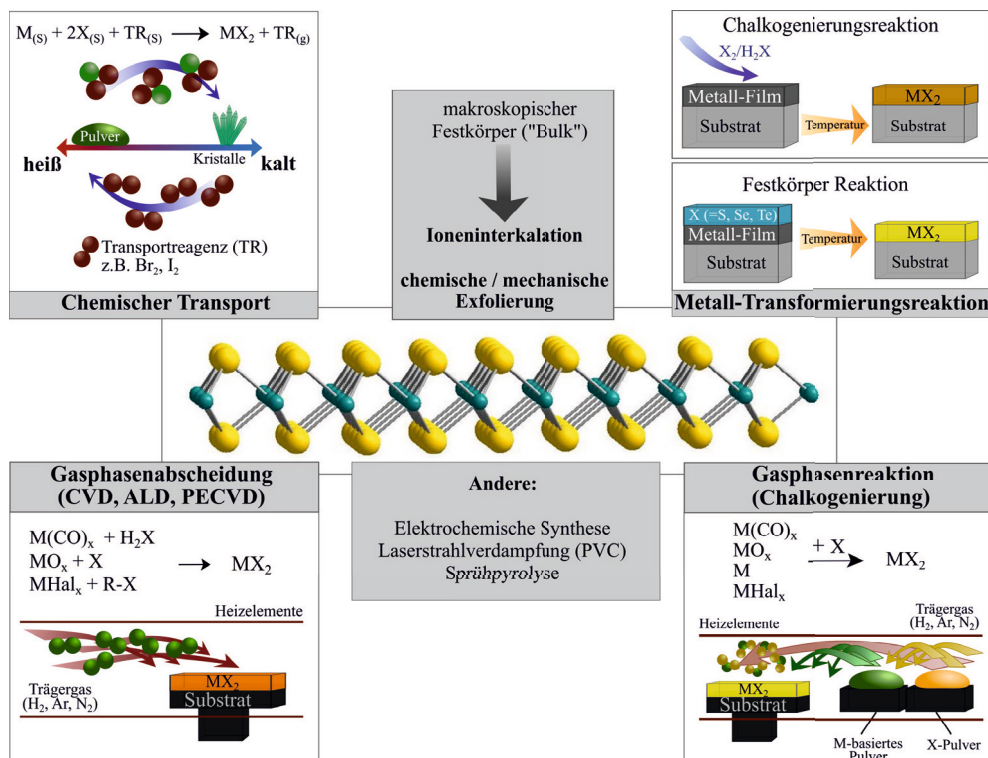 M(S) + 2X(S) + TR(S) → MX2 + TR(g)
Pulver
heiß
Kristalle
kalt
Transportreagenz (TR)
z.B. Br2, I2
Chemischer Transport
makroskopischer
Festkörper ("Bulk")
Ioneninterkalation
chemische / mechanische
Exfolierung
Chalkogenierungsreaktion
X2/H2X
Metall-Film
Substrat
Temperatur
MX2
Substrat
Festkörper Reaktion
X (=S, Se, Te)
Metall-Film
Substrat
Temperatur
MX2
Substrat
Metall-Transformierungsreaktion
Gasphasenabscheidung
(CVD, ALD, PECVD)
M(CO)x + H2X
MOx + X → MX2
MHalx + R-X
Heizelemente
Trägergas
(H2, Ar, N2)
MX2
Substrat
Andere:
Elektrochemische Synthese
Laserstrahlverdampfung (PVC)
Sprühpyrolyse
Gasphasenreaktion
(Chalkogenierung)
M(CO)x
MOx
M
MHalx
+ X
→ MX2
Heizelemente
Trägergas
(H2, Ar, N2)
MX2
Substrat
M-basiertes
Pulver
X-Pulver